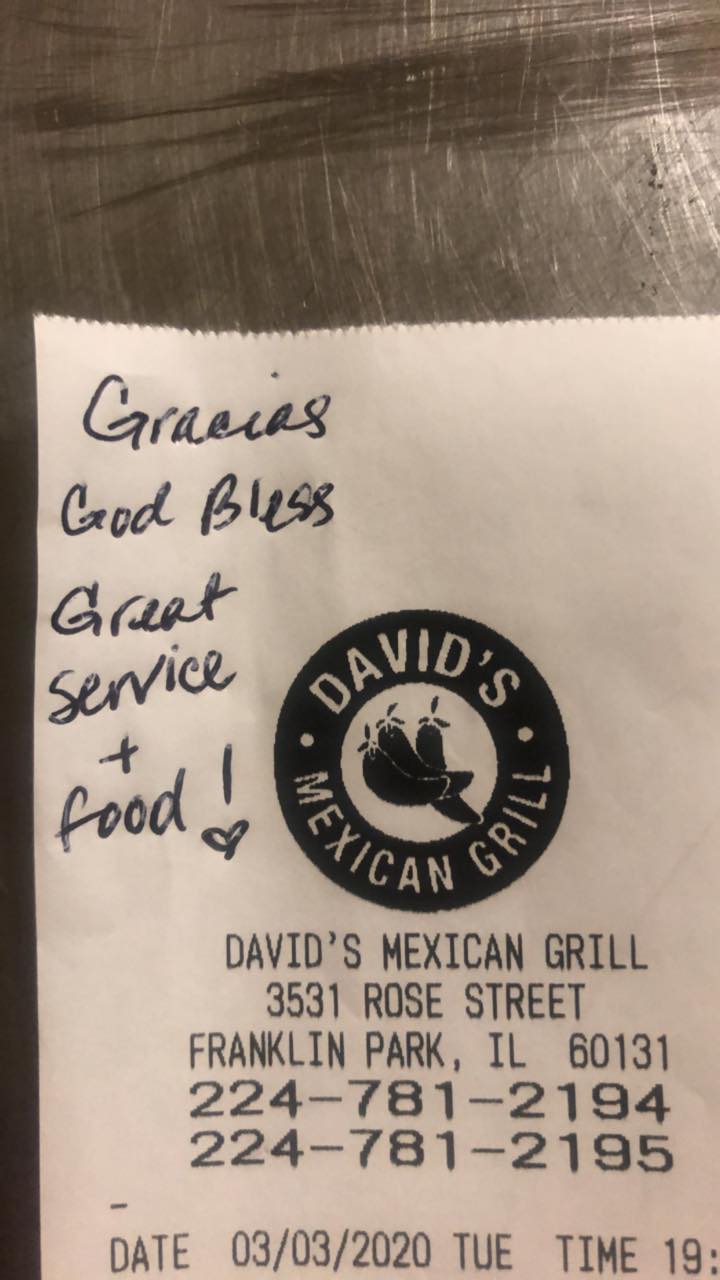 Gracias
God Bless
Great
service
+
food!
DAVID'S
MEXICAN GRILL
DAVID'S MEXICAN GRILL
3531 ROSE STREET
FRANKLIN PARK, IL 60131
224-781-2194
224-781-2195
-
DATE 03/03/2020 TUE TIME 19: